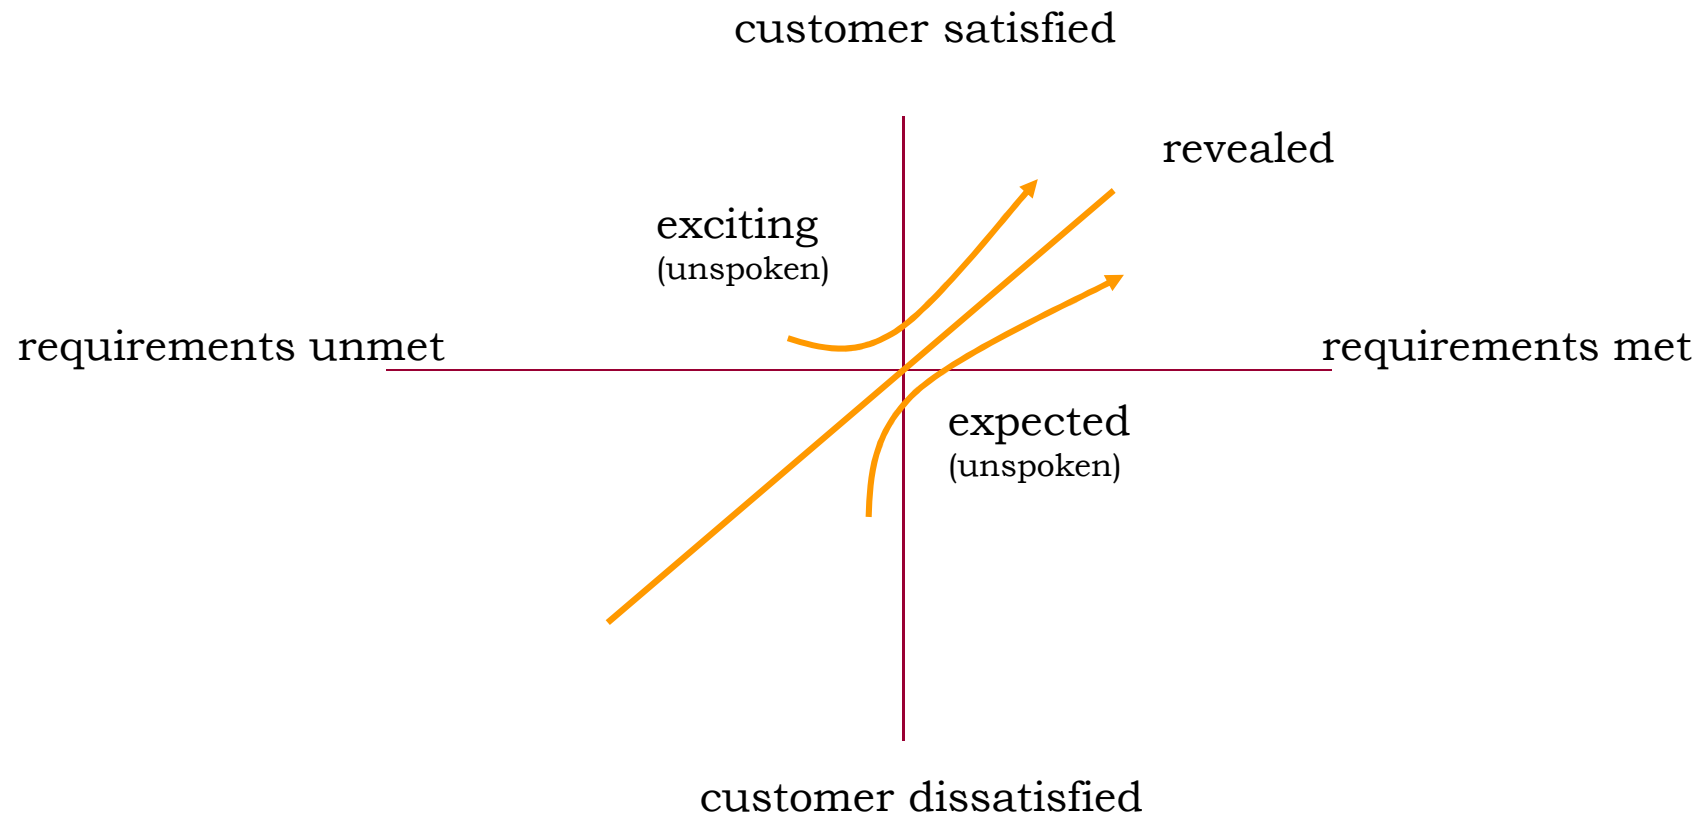 customer satisfied
revealed
exciting
(unspoken)
requirements unmet
requirements met
expected
(unspoken)
customer dissatisfied